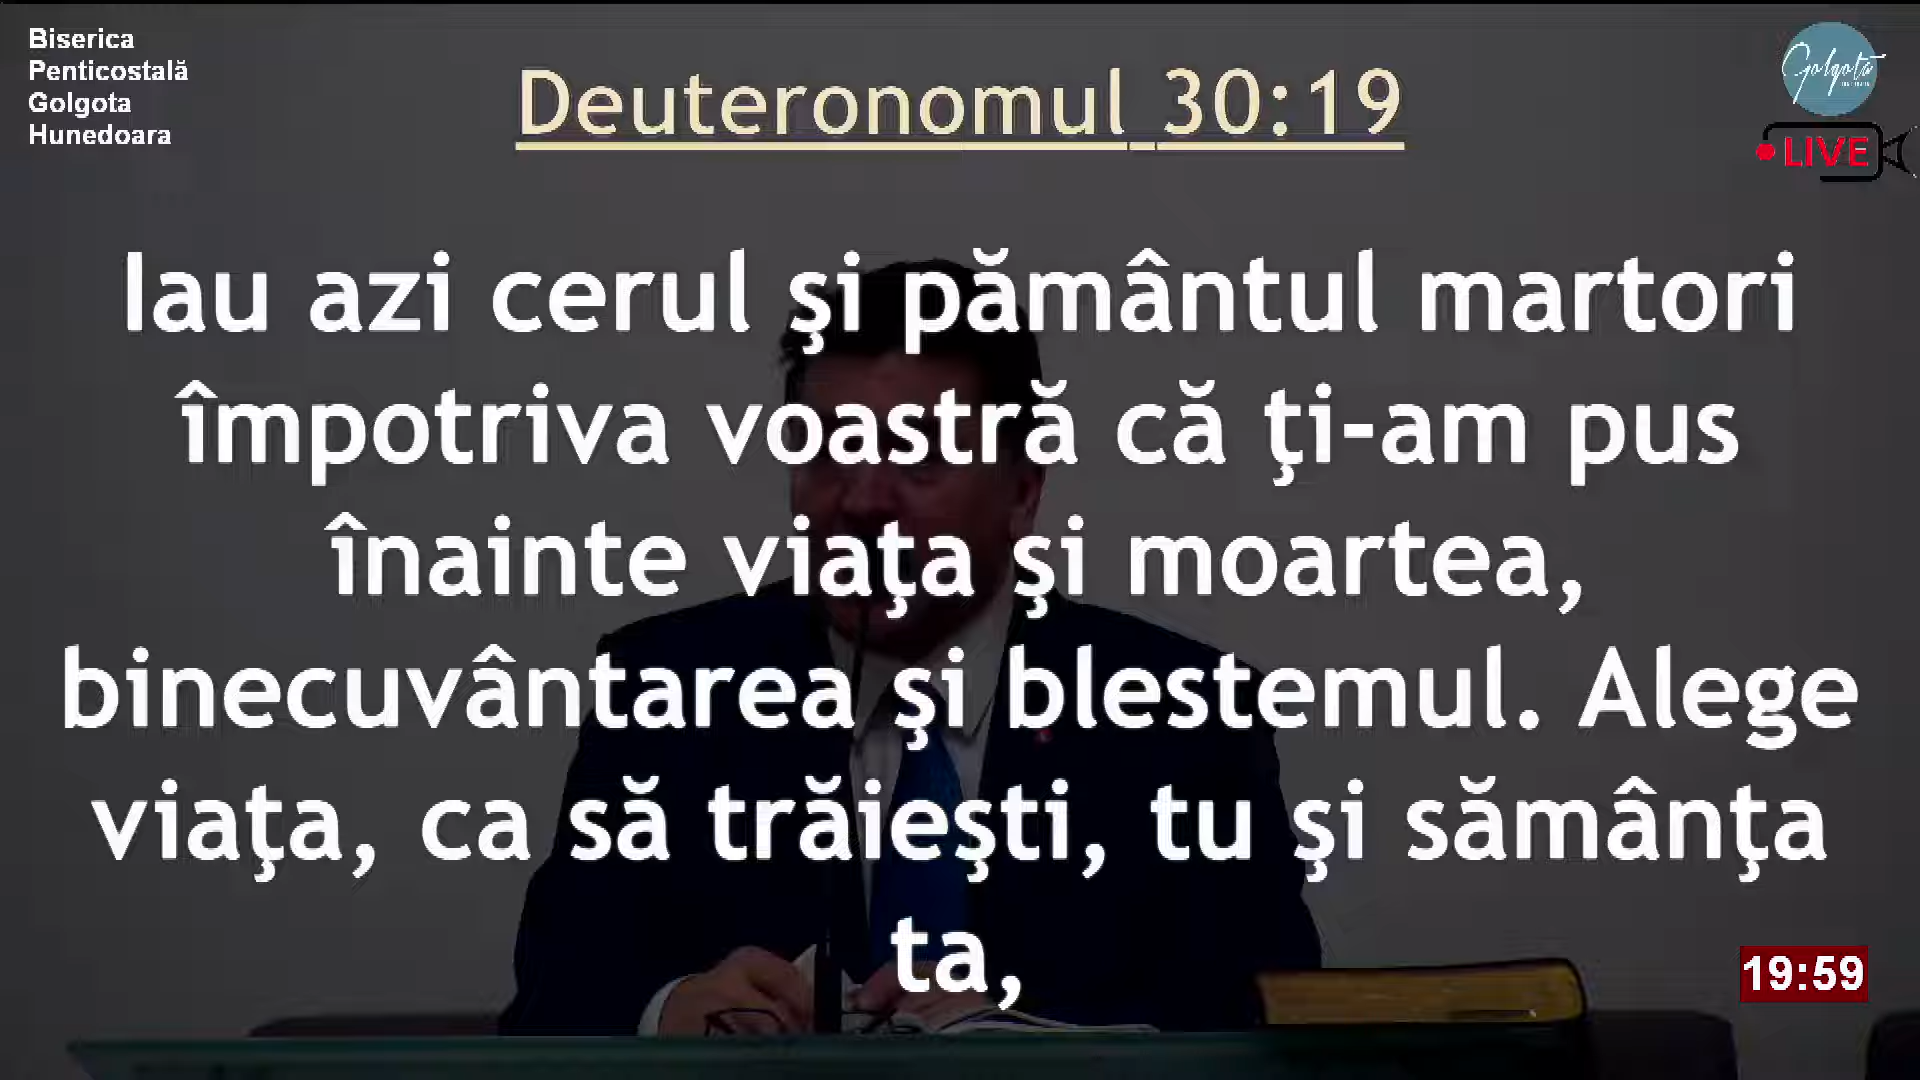 Biserica
Penticostală
Golgota
Hunedoara
Deuteronomul 30:19
Golgota
LIVE
Iau azi cerul şi pământul martori
împotriva voastră că ţi-am pus
înainte viaţa şi moartea,
binecuvântarea şi blestemul. Alege
viaţa, ca să trăieşti, tu şi sămânţa
ta,
19:59